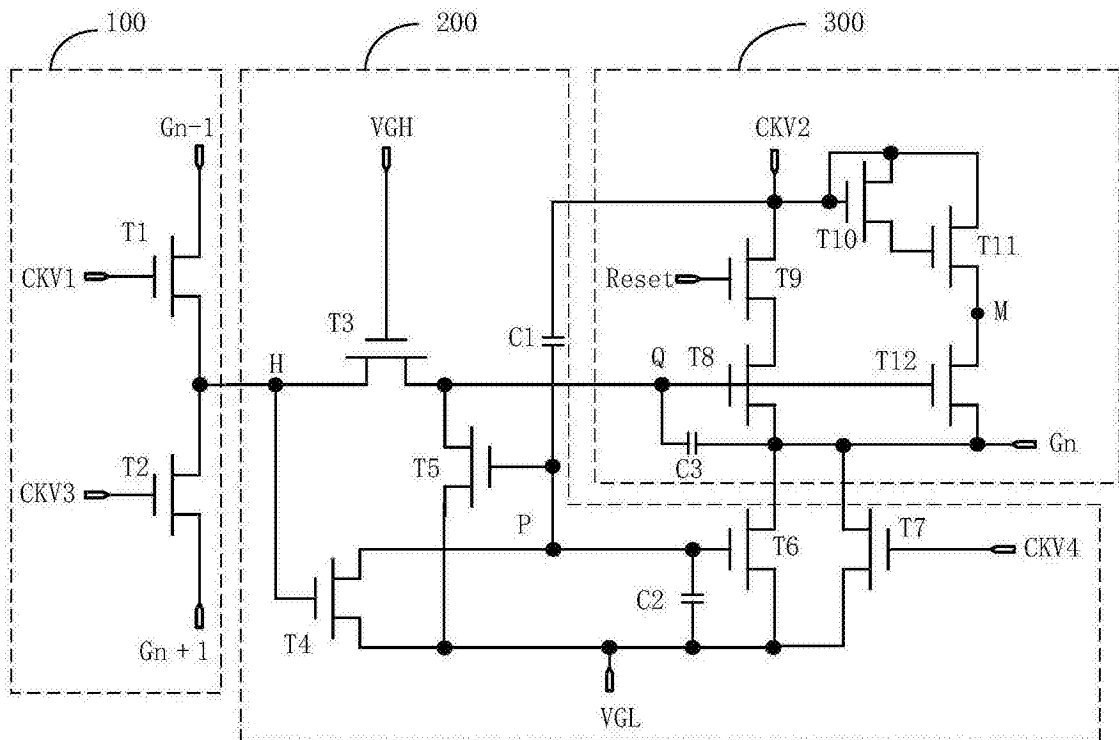 100
200
300
Gn-1
VGH
CKV2
T1
T10
T11
CKV1
Reset
T9
T3
C1
M
H
Q
T8
T12
T2
T5
C3
Gn
CKV3
P
T6
T7
CKV4
C2
T4
Gn + 1
VGL